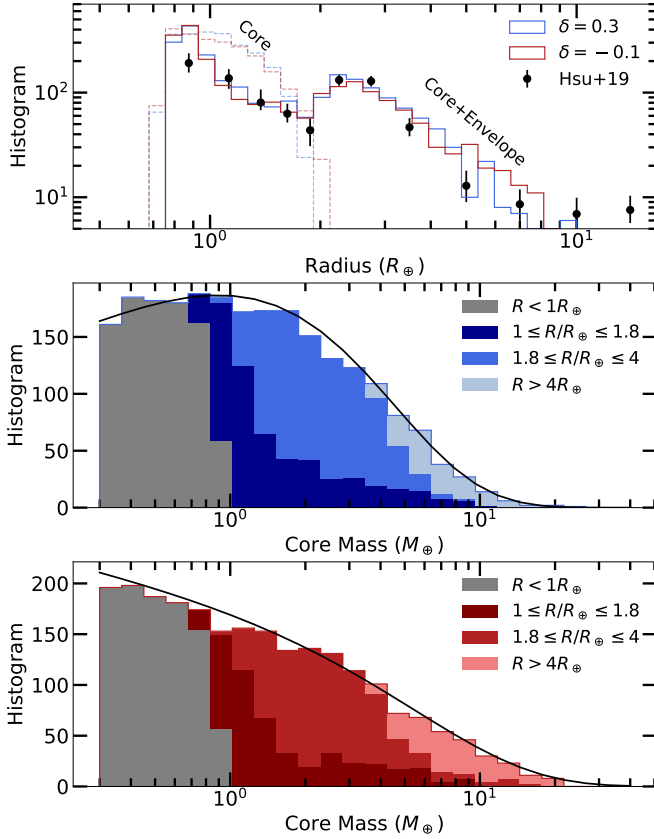 Histogram
10²
10¹
Core
Core+Envelope
δ = 0.3
δ = −0.1
Hsu+19
10⁰
10¹
Radius (R⊕)
Histogram
150
100
50
0
R < 1R⊕
1 ≤ R/R⊕ ≤ 1.8
1.8 ≤ R/R⊕ ≤ 4
R > 4R⊕
10⁰
10¹
Core Mass (M⊕)
Histogram
200
150
100
50
0
R < 1R⊕
1 ≤ R/R⊕ ≤ 1.8
1.8 ≤ R/R⊕ ≤ 4
R > 4R⊕
10⁰
10¹
Core Mass (M⊕)